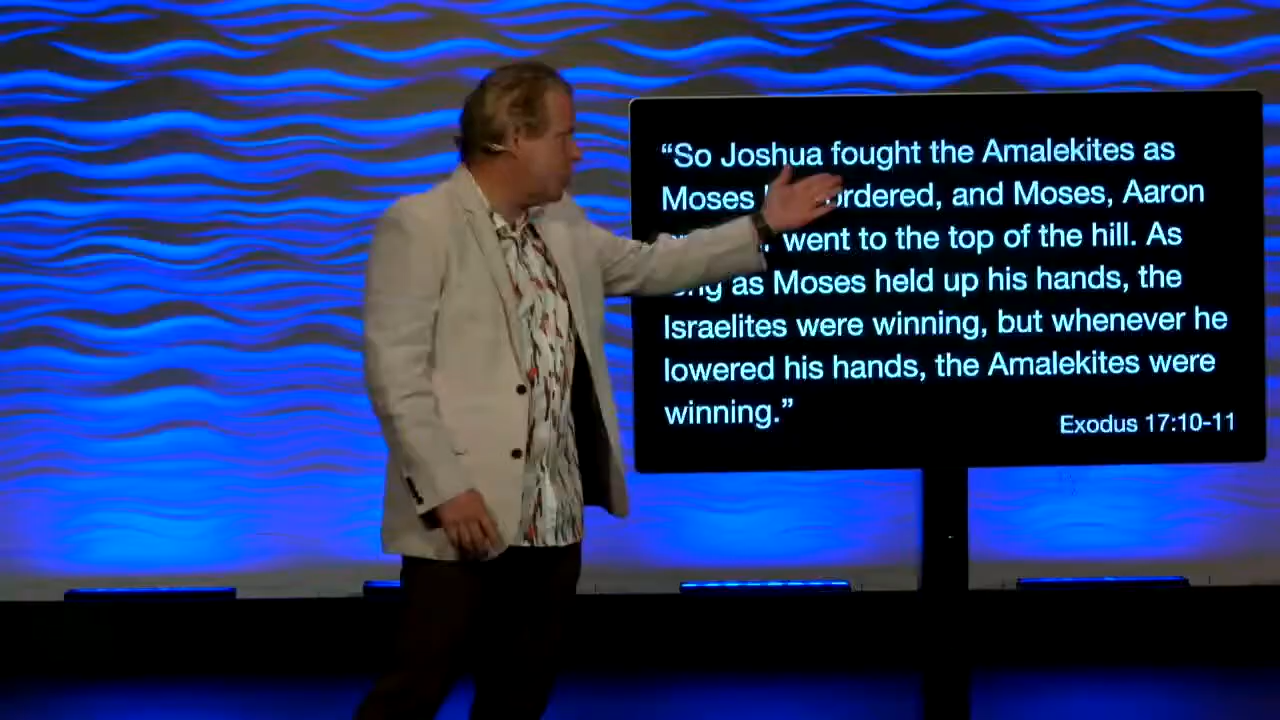 “So Joshua fought the Amalekites as
Moses ordered, and Moses, Aaron
went to the top of the hill. As
as Moses held up his hands, the
Israelites were winning, but whenever he
lowered his hands, the Amalekites were
winning.”
Exodus 17:10-11